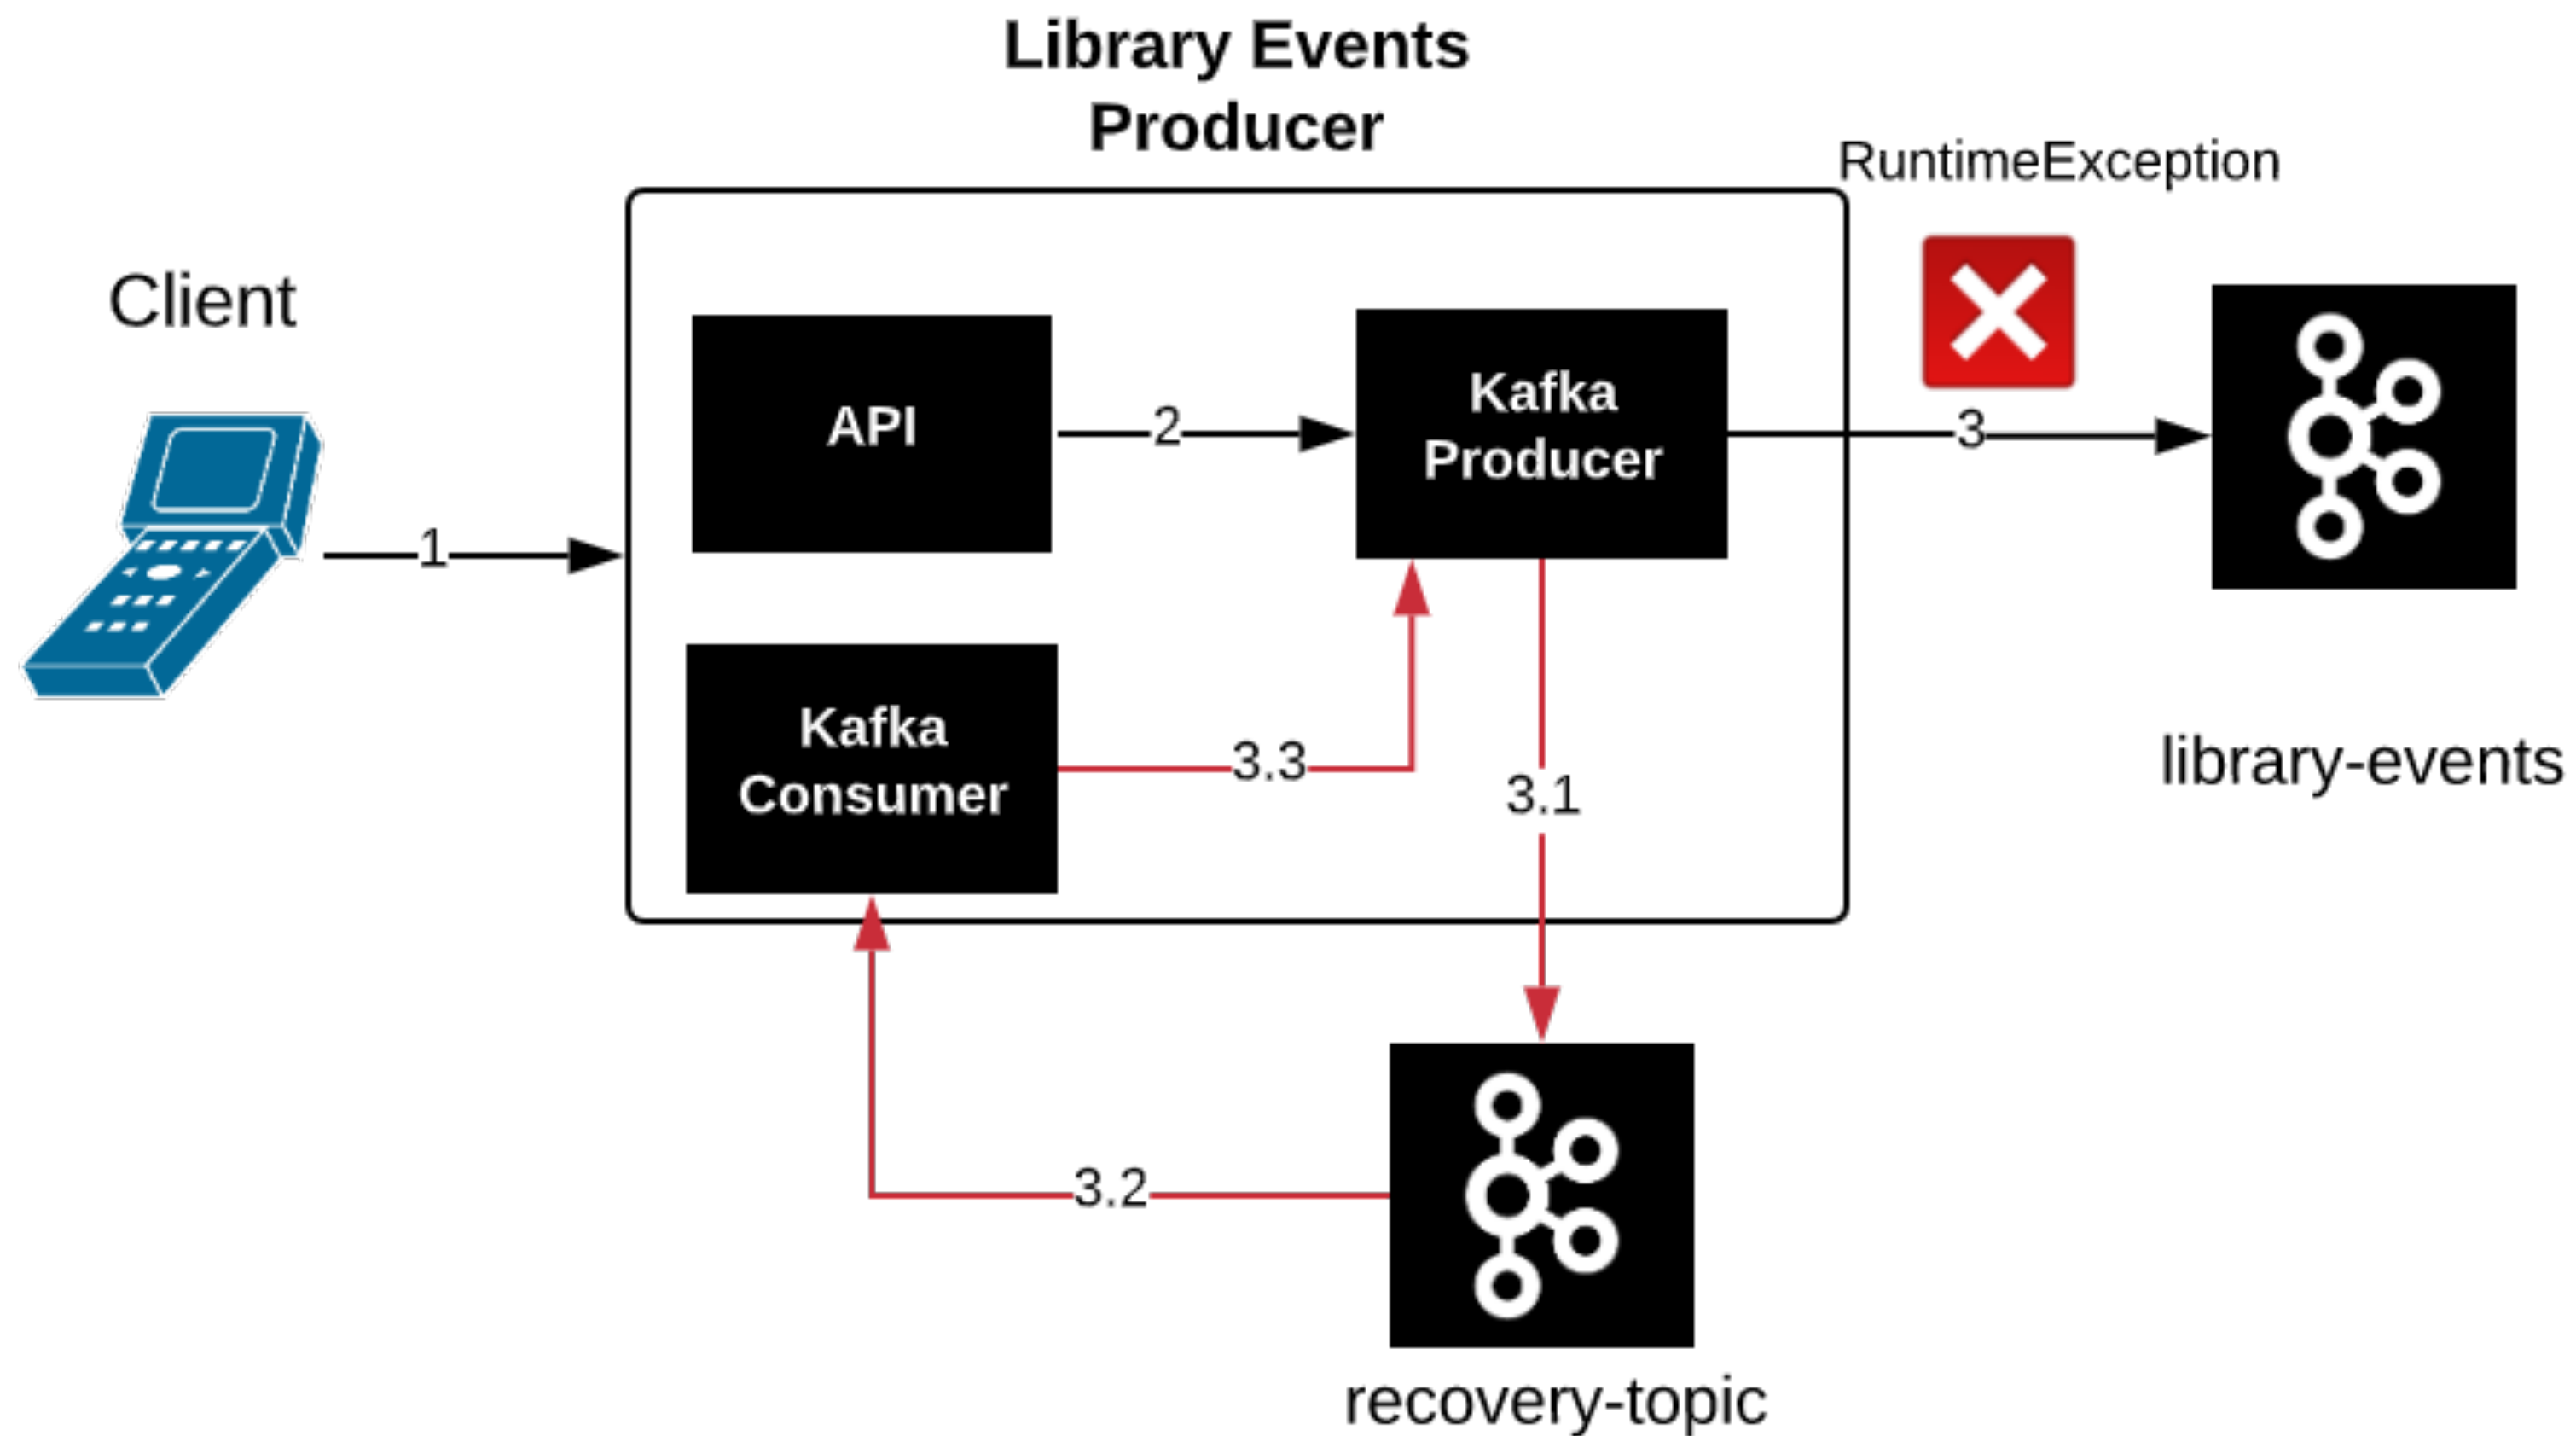 Library Events
Producer
RuntimeException
Client
API
2
Kafka
Producer
3
1
Kafka
Consumer
3.3
3.1
library-events
3.2
recovery-topic